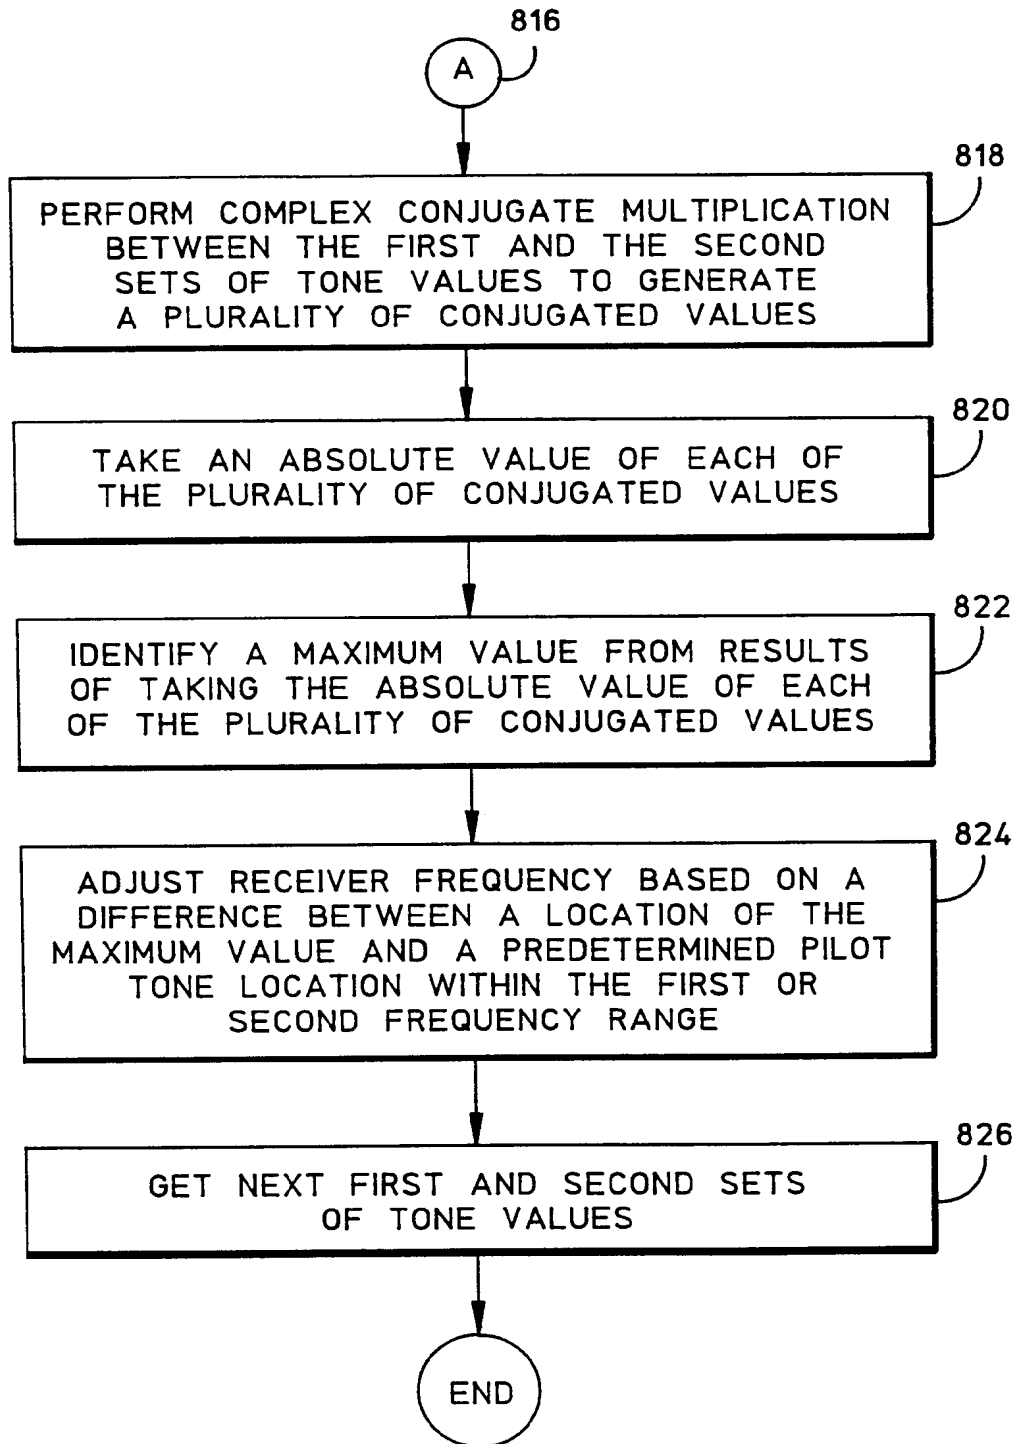 816
A
818
PERFORM COMPLEX CONJUGATE MULTIPLICATION
BETWEEN THE FIRST AND THE SECOND
SETS OF TONE VALUES TO GENERATE
A PLURALITY OF CONJUGATED VALUES
820
TAKE AN ABSOLUTE VALUE OF EACH OF
THE PLURALITY OF CONJUGATED VALUES
822
IDENTIFY A MAXIMUM VALUE FROM RESULTS
OF TAKING THE ABSOLUTE VALUE OF EACH
OF THE PLURALITY OF CONJUGATED VALUES
824
ADJUST RECEIVER FREQUENCY BASED ON A
DIFFERENCE BETWEEN A LOCATION OF THE
MAXIMUM VALUE AND A PREDETERMINED PILOT
TONE LOCATION WITHIN THE FIRST OR
SECOND FREQUENCY RANGE
826
GET NEXT FIRST AND SECOND SETS
OF TONE VALUES
END